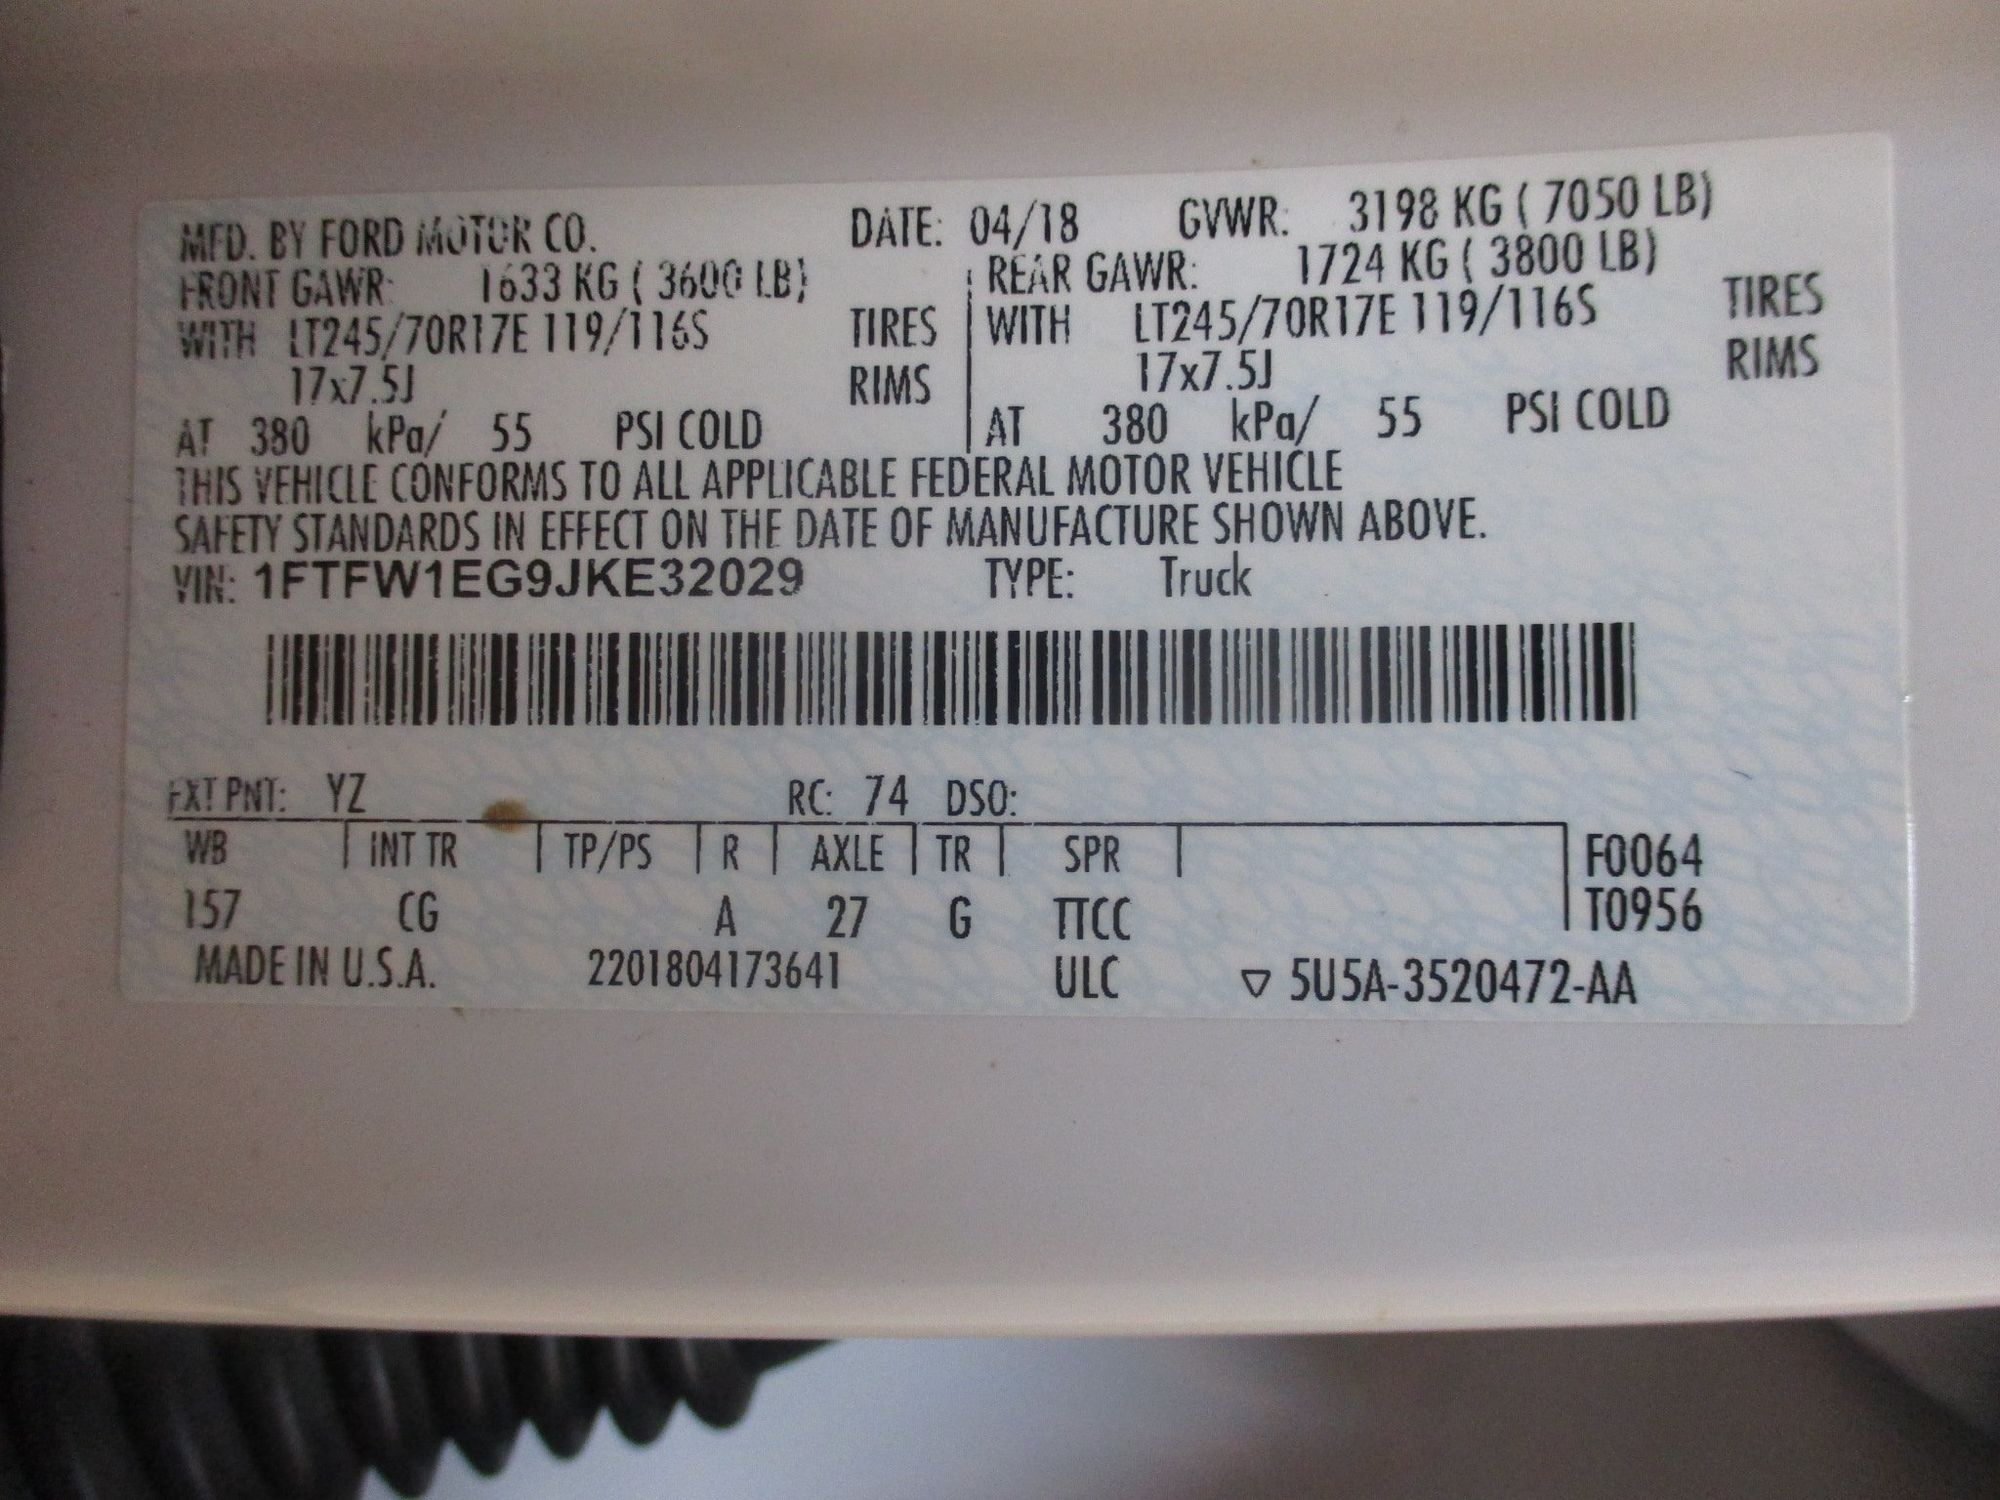 MFD. BY FORD MOTOR CO. DATE: 04/18 GVWR: 3198 KG ( 7050 LB)
FRONT GAWR: 1633 KG ( 3600 LB) REAR GAWR: 1724 KG ( 3800 LB)
WITH LT245/70R17E 119/116S TIRES WITH LT245/70R17E 119/116S TIRES
17x7.5J RIMS 17x7.5J RIMS
AT 380 kPa/ 55 PSI COLD AT 380 kPa/ 55 PSI COLD
THIS VEHICLE CONFORMS TO ALL APPLICABLE FEDERAL MOTOR VEHICLE
SAFETY STANDARDS IN EFFECT ON THE DATE OF MANUFACTURE SHOWN ABOVE.
VIN: 1FTFW1EG9JKE32029 TYPE: Truck
EXT PNT: YZ RC: 74 DSO:
WB INT TR TP/PS R AXLE TR SPR F0064
157 CG A 27 G TTCC T0956
MADE IN U.S.A. 2201804173641 ULC ▽ 5U5A-3520472-AA